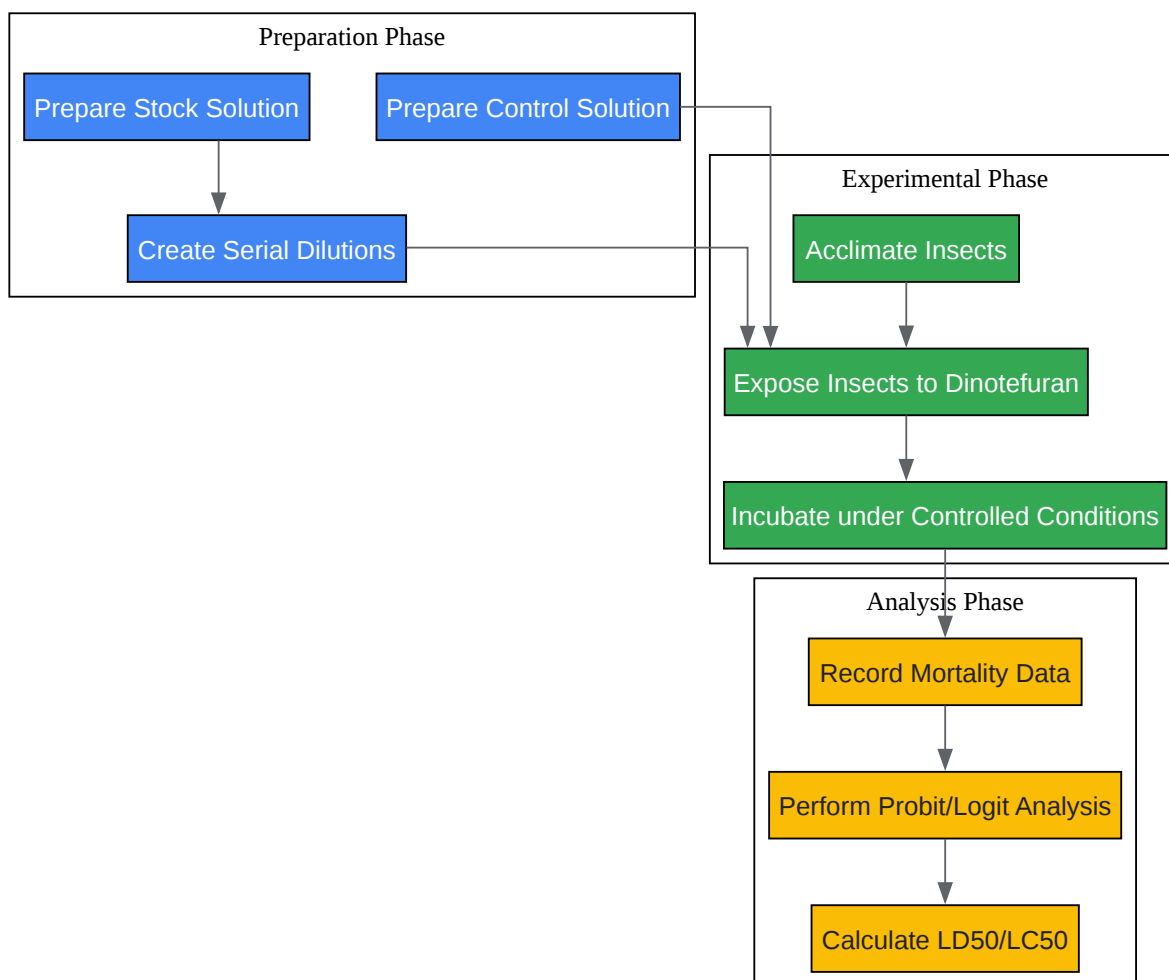 Preparation Phase
Prepare Stock Solution
Prepare Control Solution
Create Serial Dilutions
Experimental Phase
Acclimate Insects
Expose Insects to Dinotefuran
Incubate under Controlled Conditions
Analysis Phase
Record Mortality Data
Perform Probit/Logit Analysis
Calculate LD50/LC50